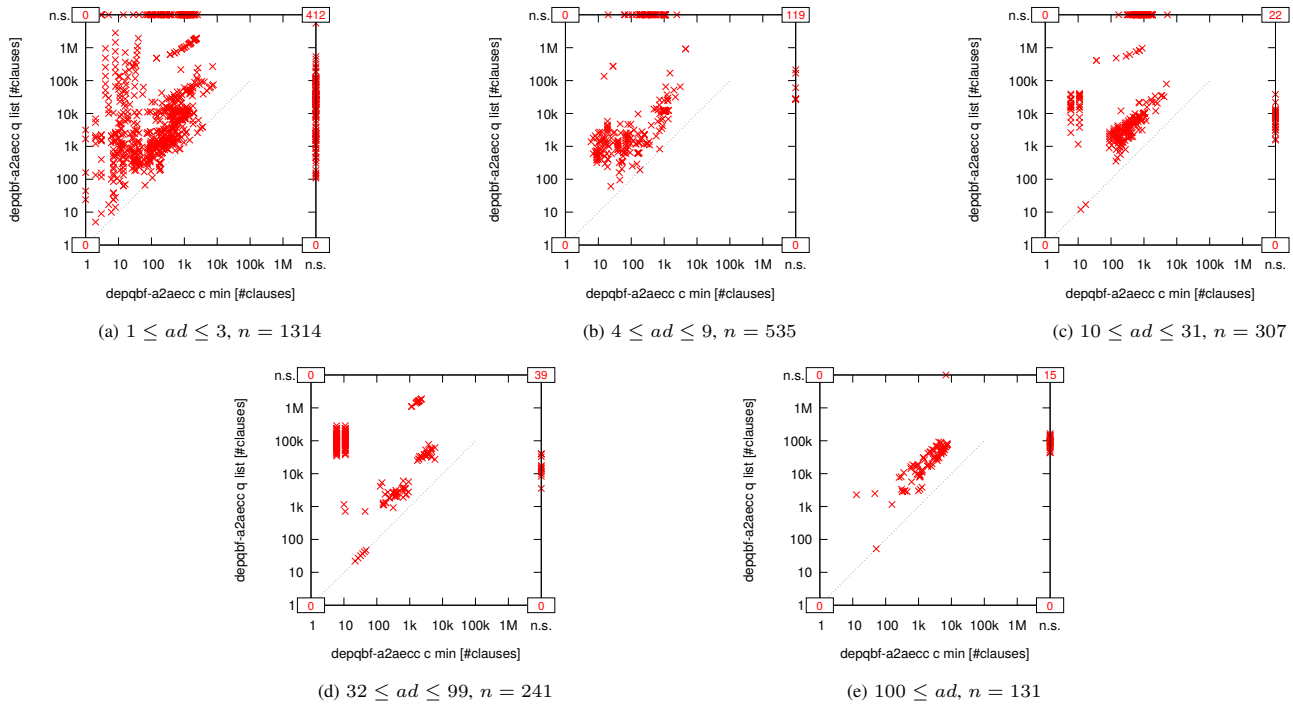 0 412
n.s.
1M
100k
10k
1k
100
10
1
0 0
1 10 100 1k 10k 100k 1M n.s.
depqbf-a2aecc q list [#clauses]
depqbf-a2aecc c min [#clauses]
(a) 1 ≤ ad ≤ 3, n = 1314
0 119
n.s.
1M
100k
10k
1k
100
10
1
0 0
1 10 100 1k 10k 100k 1M n.s.
depqbf-a2aecc q list [#clauses]
depqbf-a2aecc c min [#clauses]
(b) 4 ≤ ad ≤ 9, n = 535
0 22
n.s.
1M
100k
10k
1k
100
10
1
0 0
1 10 100 1k 10k 100k 1M n.s.
depqbf-a2aecc q list [#clauses]
depqbf-a2aecc c min [#clauses]
(c) 10 ≤ ad ≤ 31, n = 307
0 39
n.s.
1M
100k
10k
1k
100
10
1
0 0
1 10 100 1k 10k 100k 1M n.s.
depqbf-a2aecc q list [#clauses]
depqbf-a2aecc c min [#clauses]
(d) 32 ≤ ad ≤ 99, n = 241
0 15
n.s.
1M
100k
10k
1k
100
10
1
0 0
1 10 100 1k 10k 100k 1M n.s.
depqbf-a2aecc q list [#clauses]
depqbf-a2aecc c min [#clauses]
(e) 100 ≤ ad, n = 131